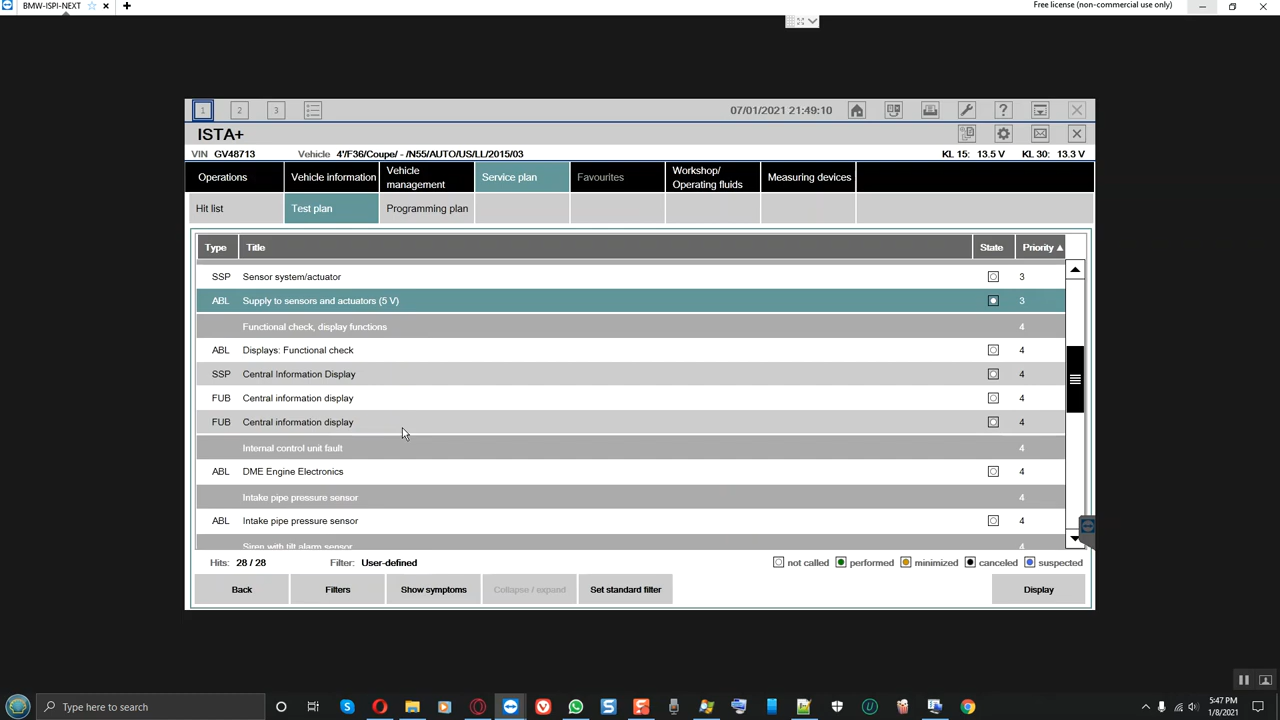 BMW-ISPI-NEXT
Free license (non-commercial use only)
1 2 3 07/01/2021 21:49:10
ISTA+
VIN GV48713 Vehicle 4'/F36/Coupe/ - /N55/AUTO/US/LL/2015/03 KL 15: 13.5 V KL 30: 13.3 V
Operations Vehicle information Vehicle management Service plan Favourites Workshop/ Operating fluids Measuring devices
Hit list Test plan Programming plan
Type Title State Priority
SSP Sensor system/actuator 3
ABL Supply to sensors and actuators (5 V) 3
Functional check, display functions 4
ABL Displays: Functional check 4
SSP Central Information Display 4
FUB Central information display 4
FUB Central information display 4
Internal control unit fault 4
ABL DME Engine Electronics 4
Intake pipe pressure sensor 4
ABL Intake pipe pressure sensor 4
Siren with tilt alarm sensor 4
Hits: 28 / 28 Filter: User-defined not called performed minimized canceled suspected
Back Filters Show symptoms Collapse / expand Set standard filter Display
Type here to search
5:47 PM
1/8/2021